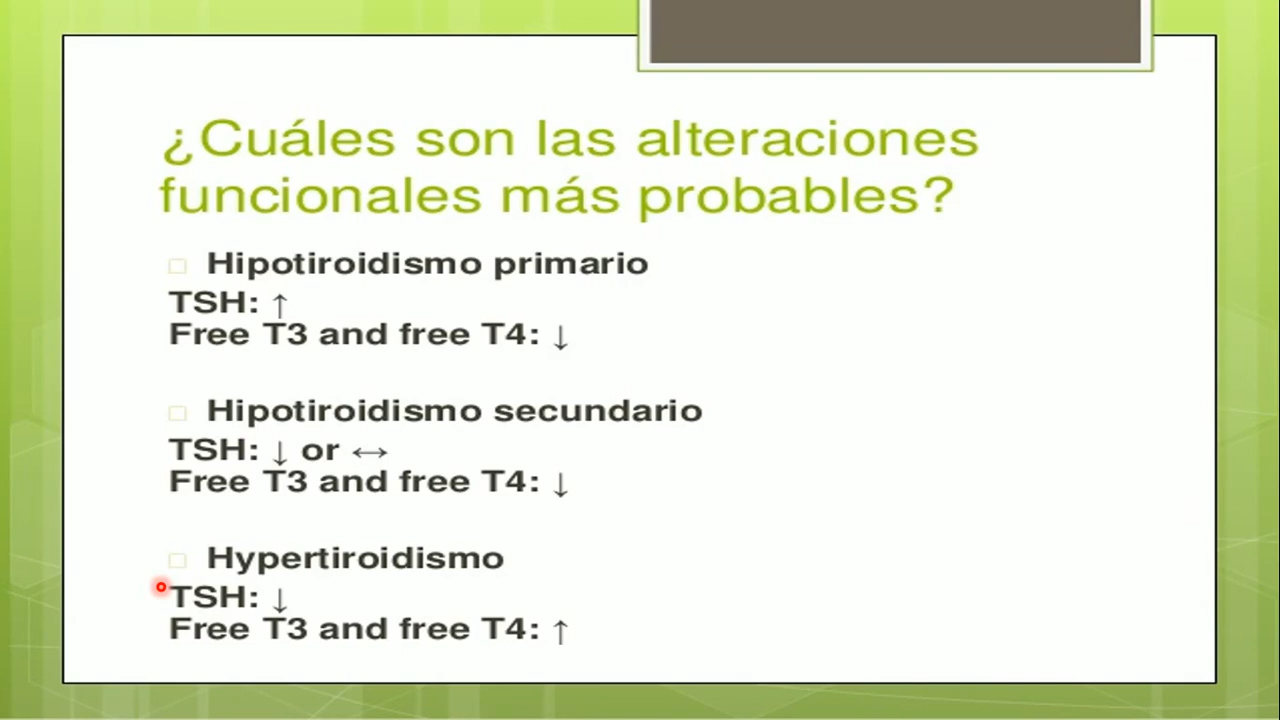 ¿Cuáles son las alteraciones
funcionales más probables?
Hipotiroidismo primario
TSH: ↑
Free T3 and free T4: ↓
Hipotiroidismo secundario
TSH: ↓ or ↔
Free T3 and free T4: ↓
Hypertiroidismo
TSH: ↓
Free T3 and free T4: ↑